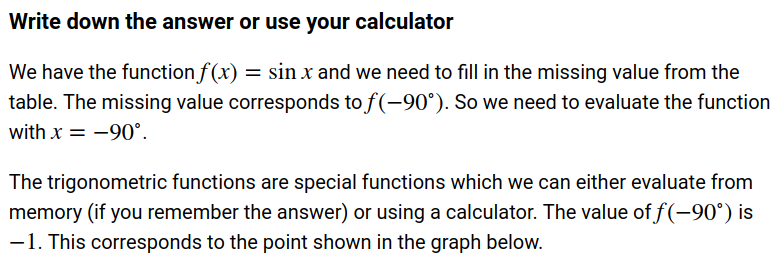 Write down the answer or use your calculator
We have the function f(x) = sin x and we need to fill in the missing value from the
table. The missing value corresponds to f(−90°). So we need to evaluate the function
with x = −90°.
The trigonometric functions are special functions which we can either evaluate from
memory (if you remember the answer) or using a calculator. The value of f(−90°) is
−1. This corresponds to the point shown in the graph below.